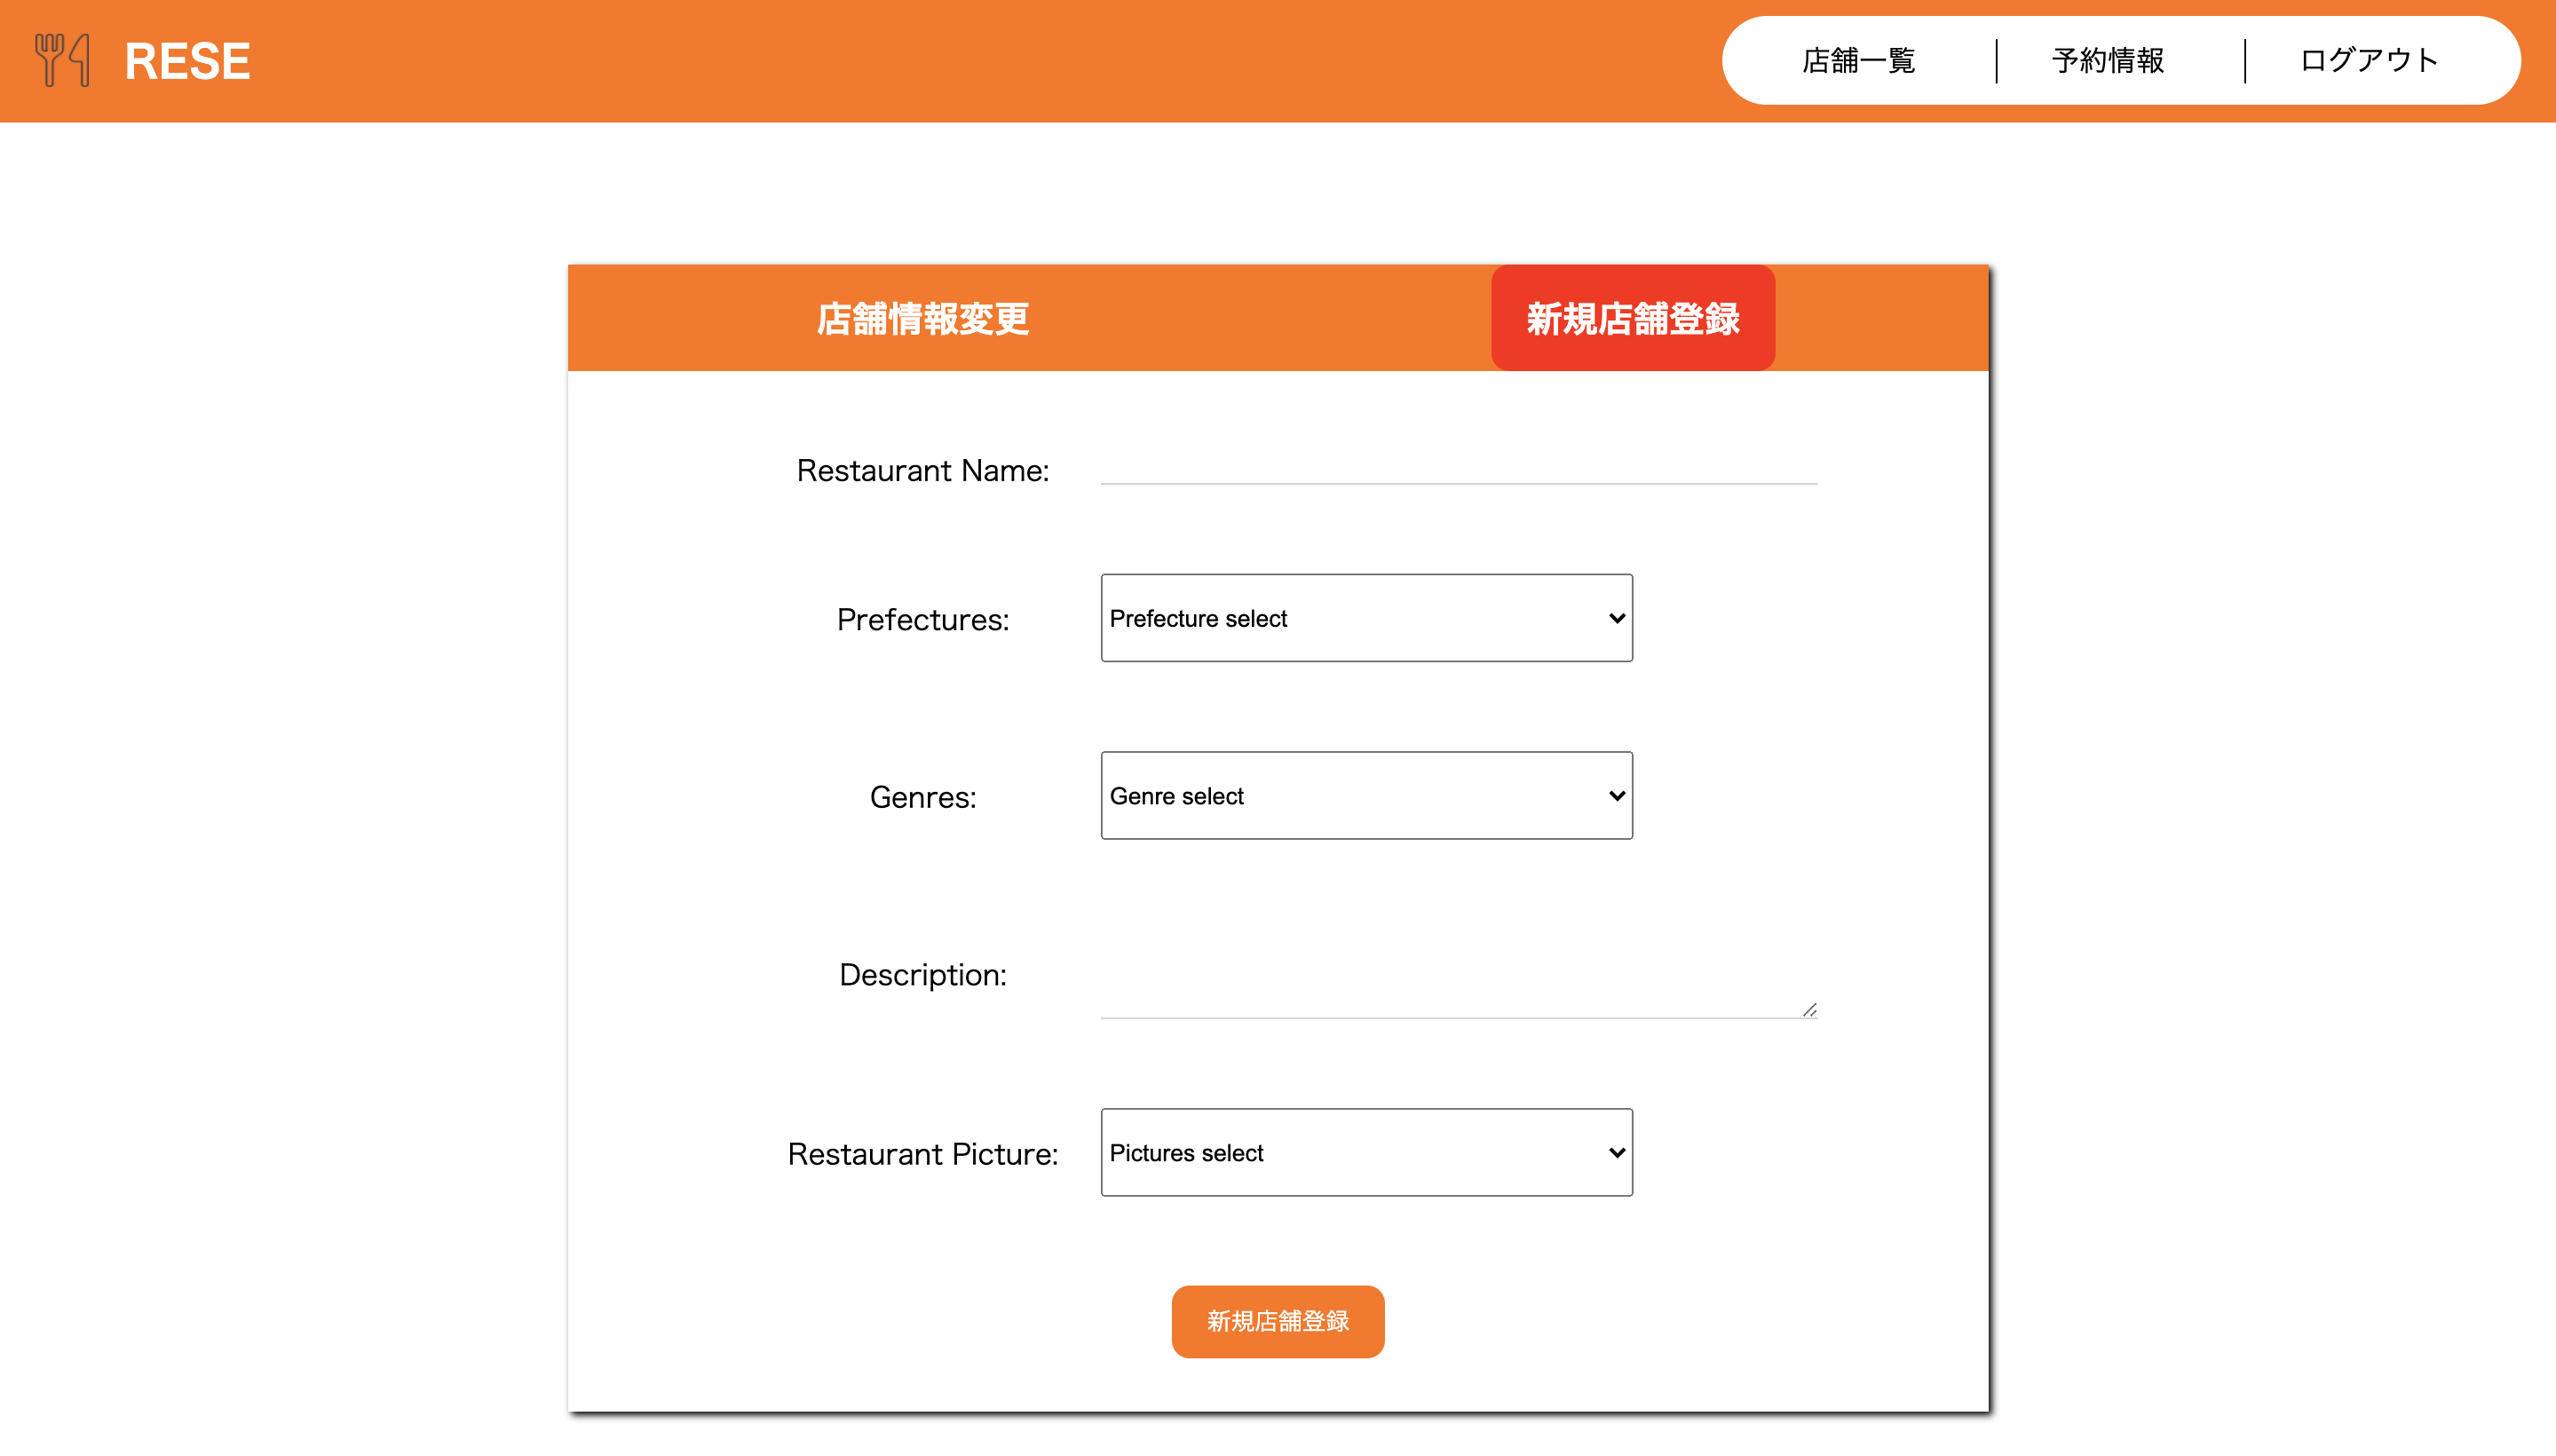 RESE
店舗一覧
予約情報
ログアウト
店舗情報変更
新規店舗登録
Restaurant Name:
Prefectures:
Prefecture select
Genres:
Genre select
Description:
Restaurant Picture:
Pictures select
新規店舗登録